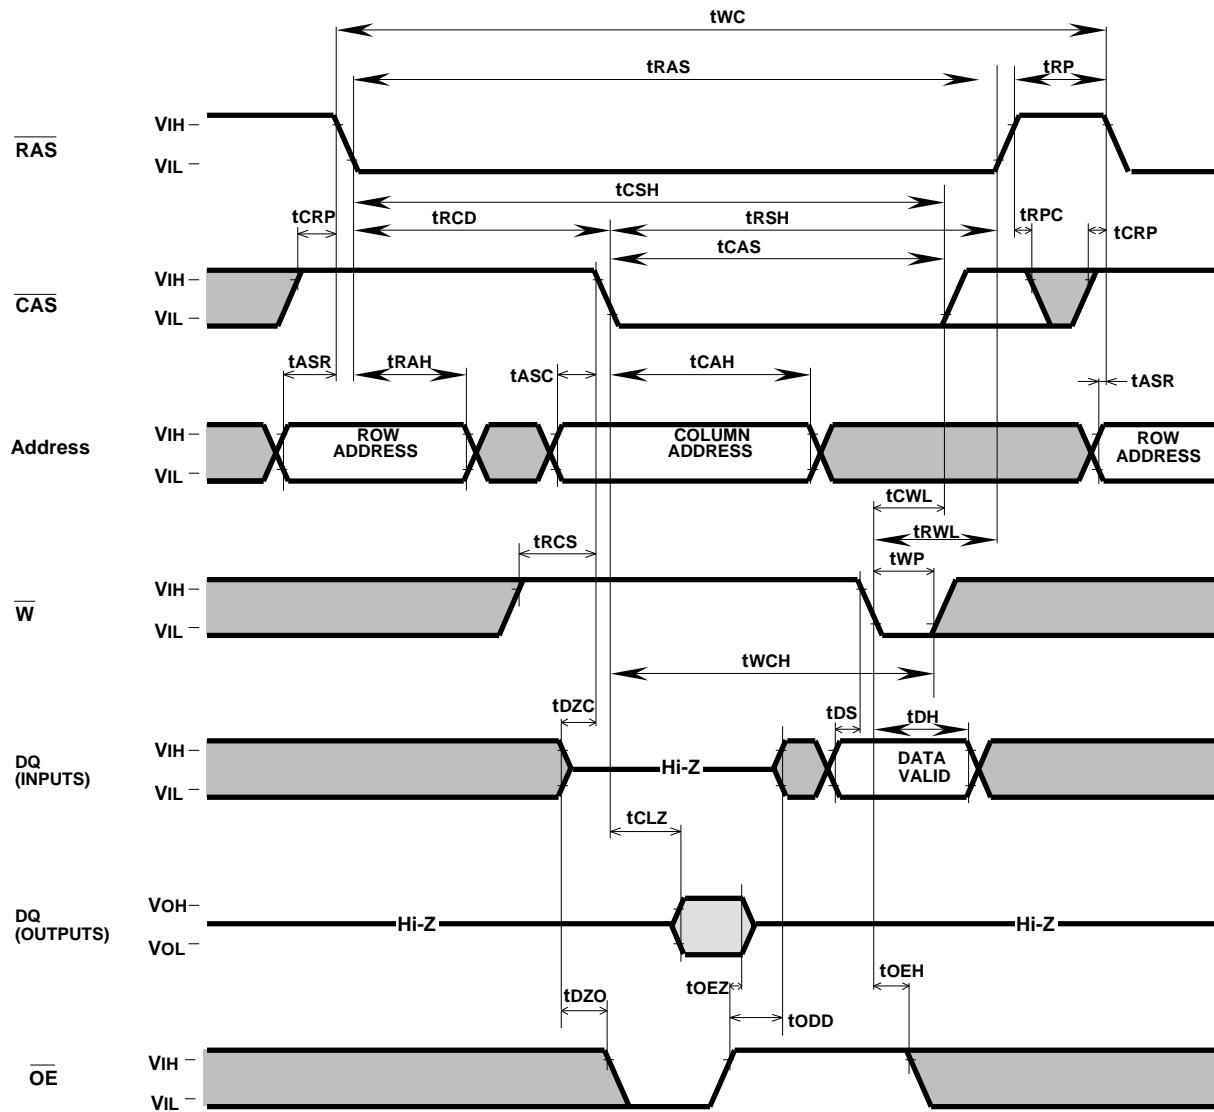 tWC
tRAS
tRP
RAS
VIH
VIL
tCSH
tCRP
tRCD
tRSH
tRPC
tCRP
tCAS
CAS
VIH
VIL
tASR
tRAH
tASC
tCAH
tASR
Address
VIH
VIL
ROW
ADDRESS
COLUMN
ADDRESS
ROW
ADDRESS
tCWL
tRWL
tRCS
tWP
W
VIH
VIL
tWCH
tDZC
tDS
tDH
DQ
(INPUTS)
VIH
VIL
Hi-Z
DATA
VALID
tCLZ
DQ
(OUTPUTS)
VOH
VOL
Hi-Z
Hi-Z
tDZO
tOEZ
tOEH
tODD
OE
VIH
VIL